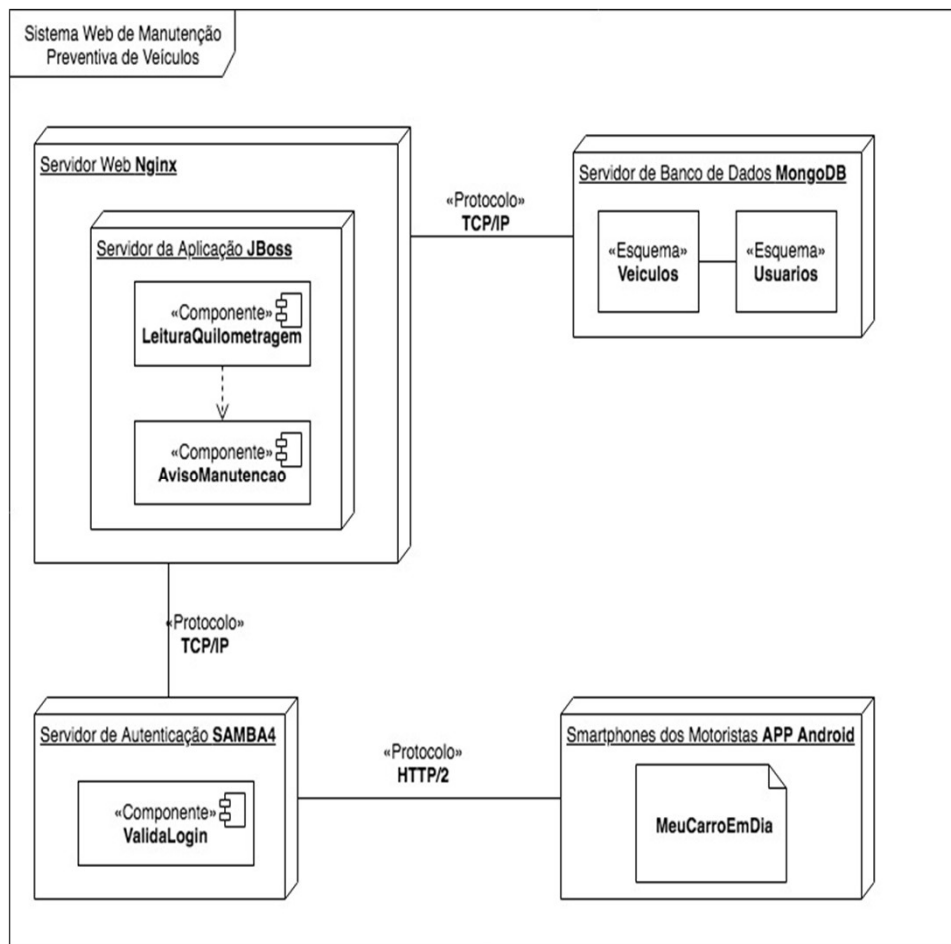 Sistema Web de Manutenção
Preventiva de Veículos
Servidor Web Nginx
Servidor da Aplicação JBoss
«Componente»
LeituraQuilometragem
«Componente»
AvisoManutencao
«Protocolo»
TCP/IP
Servidor de Banco de Dados MongoDB
«Esquema»
Veiculos
«Esquema»
Usuarios
«Protocolo»
TCP/IP
Servidor de Autenticação SAMBA4
«Componente»
ValidaLogin
«Protocolo»
HTTP/2
Smartphones dos Motoristas APP Android
MeuCarroEmDia